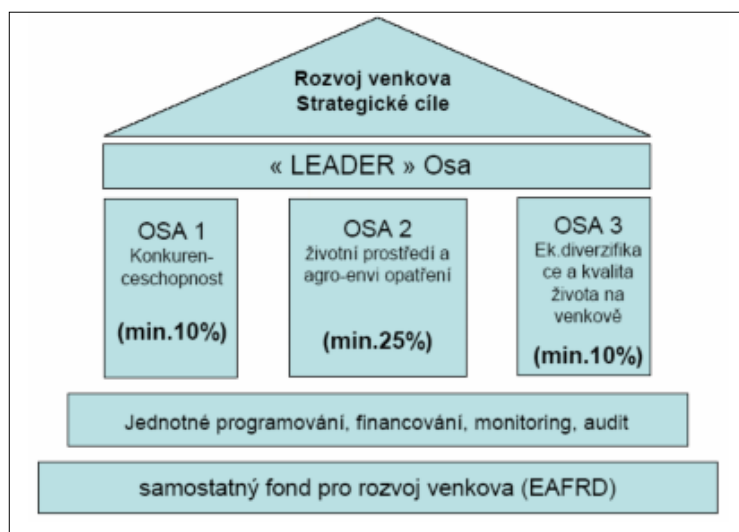 Rozvoj venkova
Strategické cíle
« LEADER » Osa
OSA 1
Konkuren-
ceschopnost
(min.10%)
OSA 2
životní prostředí a
agro-envi opatření
(min.25%)
OSA 3
Ek.diverzifika
ce a kvalita
života na
venkově
(min.10%)
Jednotné programování, financování, monitoring, audit
samostatný fond pro rozvoj venkova (EAFRD)